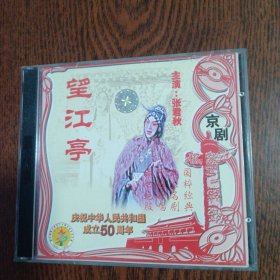 望江亭
主演：张君秋
京剧
国粹经典
庆祝中华人民共和国
成立50周年